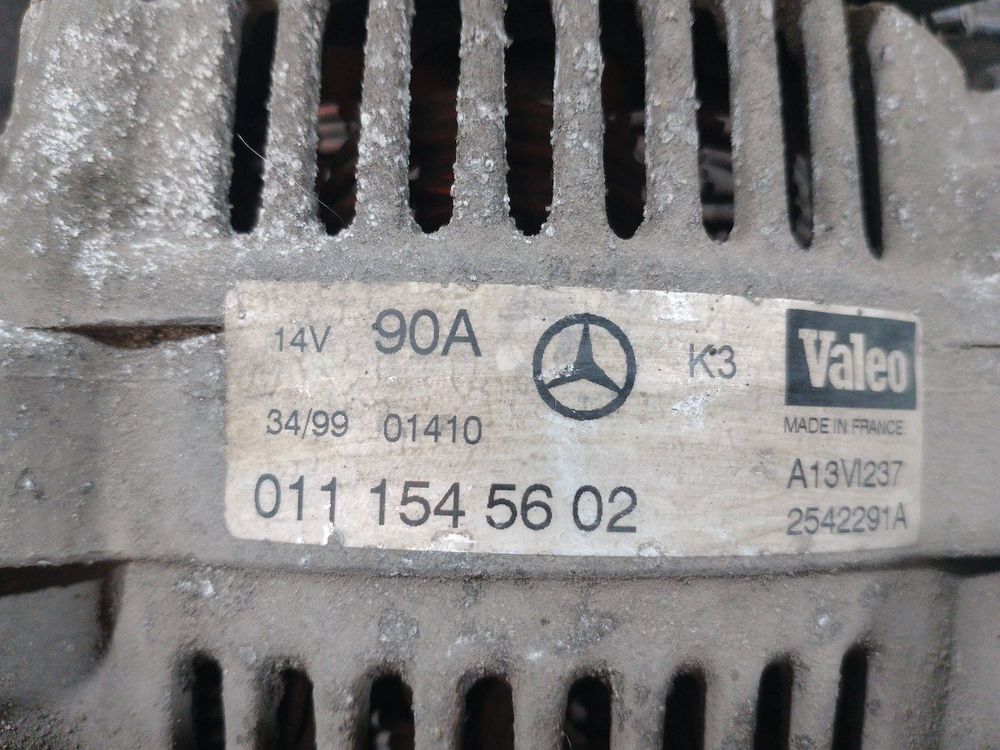 14V 90A K3 Valeo
MADE IN FRANCE
34/99 01410
A13VI237
011 154 56 02
2542291A